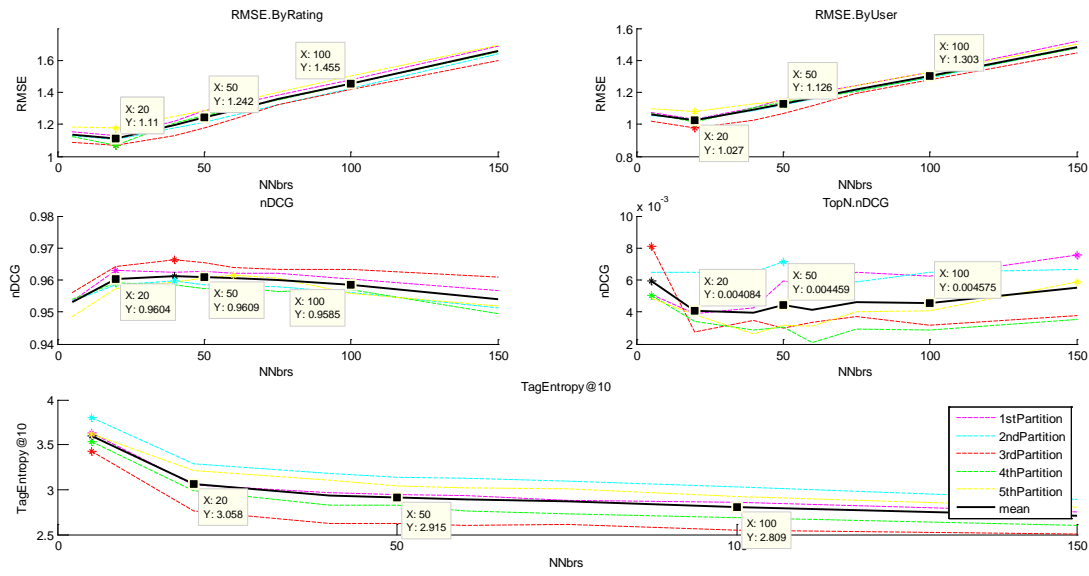 RMSE.ByRating
RMSE
1.6
1.4
1.2
1
X: 20
Y: 1.11
X: 50
Y: 1.242
X: 100
Y: 1.455
50
100
150
NNbrs
RMSE.ByUser
RMSE
1.6
1.4
1.2
1
0.8
X: 20
Y: 1.027
X: 50
Y: 1.126
X: 100
Y: 1.303
0
50
100
150
NNbrs
nDCG
nDCG
0.98
0.97
0.96
0.95
0.94
X: 20
Y: 0.9604
X: 50
Y: 0.9609
X: 100
Y: 0.9585
0
50
100
150
NNbrs
TopN.nDCG
x 10
-3
nDCG
10
8
6
4
2
X: 20
Y: 0.004084
X: 50
Y: 0.004459
X: 100
Y: 0.004575
0
50
100
150
NNbrs
TagEntropy@10
TagEntropy@10
4
3.5
3
2.5
X: 20
Y: 3.058
X: 50
Y: 2.915
X: 100
Y: 2.809
0
50
150
NNbrs
1stPartition
2ndPartition
3rdPartition
4thPartition
5thPartition
mean